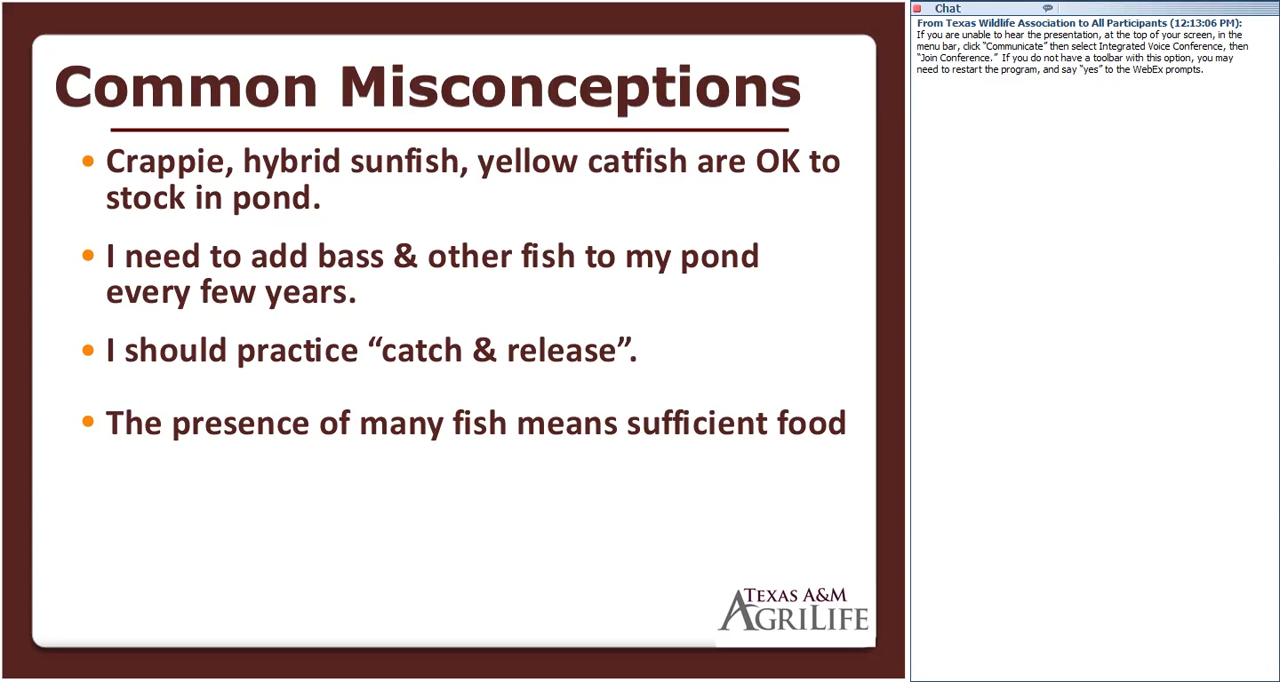 Common Misconceptions
• Crappie, hybrid sunfish, yellow catfish are OK to
stock in pond.
• I need to add bass & other fish to my pond
every few years.
• I should practice “catch & release”.
• The presence of many fish means sufficient food
TEXAS A&M
AGRILIFE
Chat
From Texas Wildlife Association to All Participants (12:13:06 PM):
If you are unable to hear the presentation, at the top of your screen, in the
menu bar, click “Communicate” then select Integrated Voice Conference, then
“Join Conference.”  If you do not have a toolbar with this option, you may
need to restart the program, and say “yes” to the WebEx prompts.